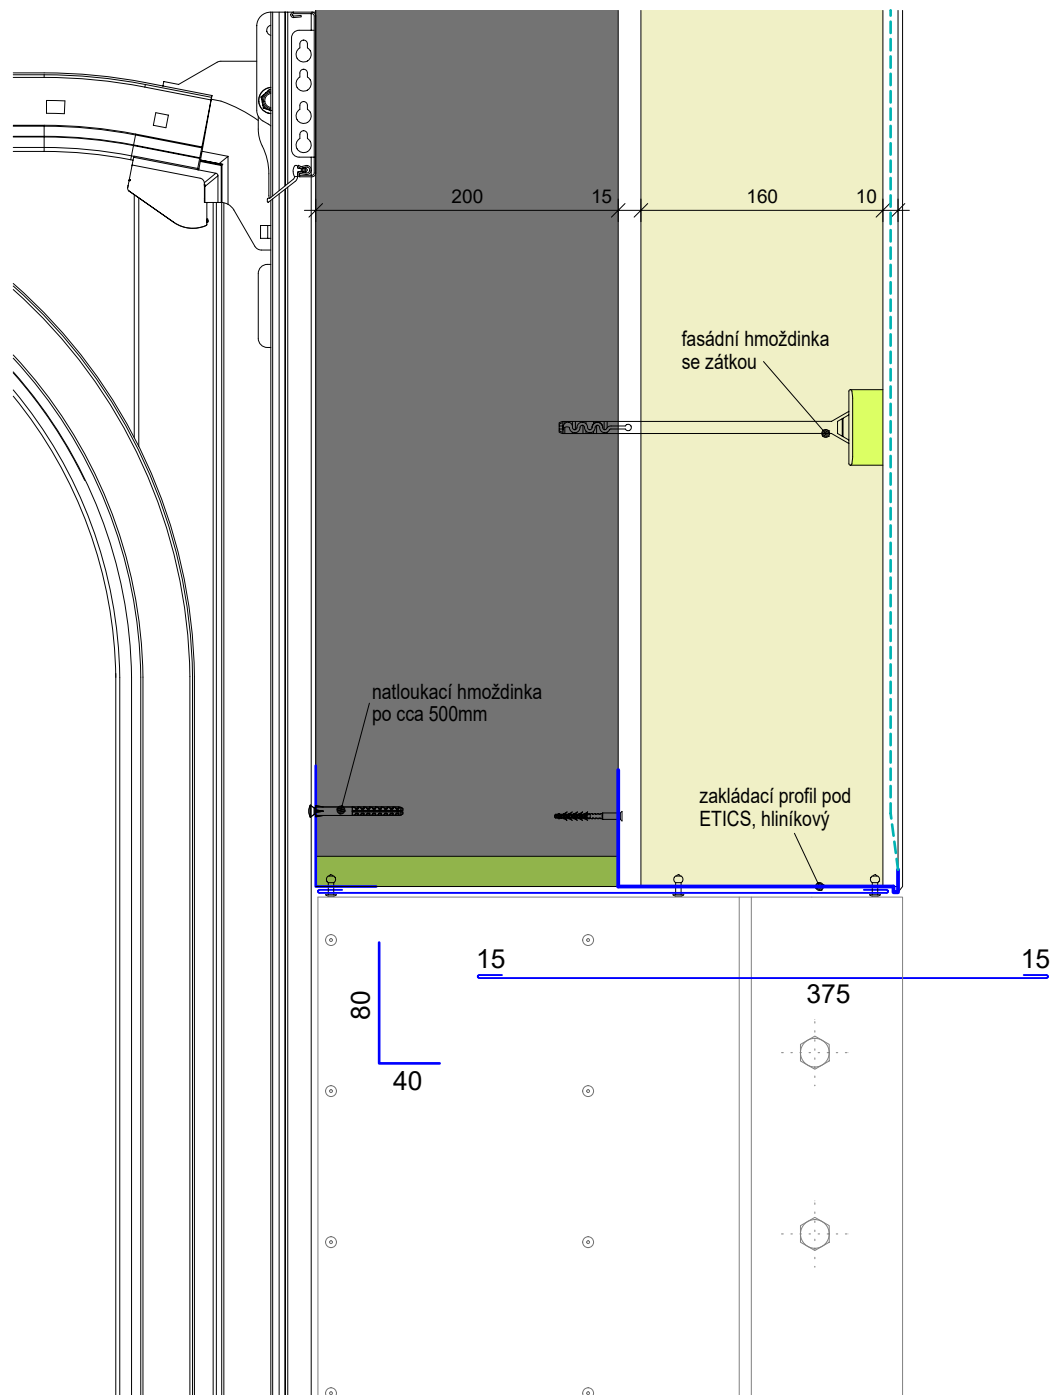 200
15
160
10
fasádní hmoždinka
se zátkou
natloukací hmoždinka
po cca 500mm
zakládací profil pod
ETICS, hliníkový
15
15
375
80
40